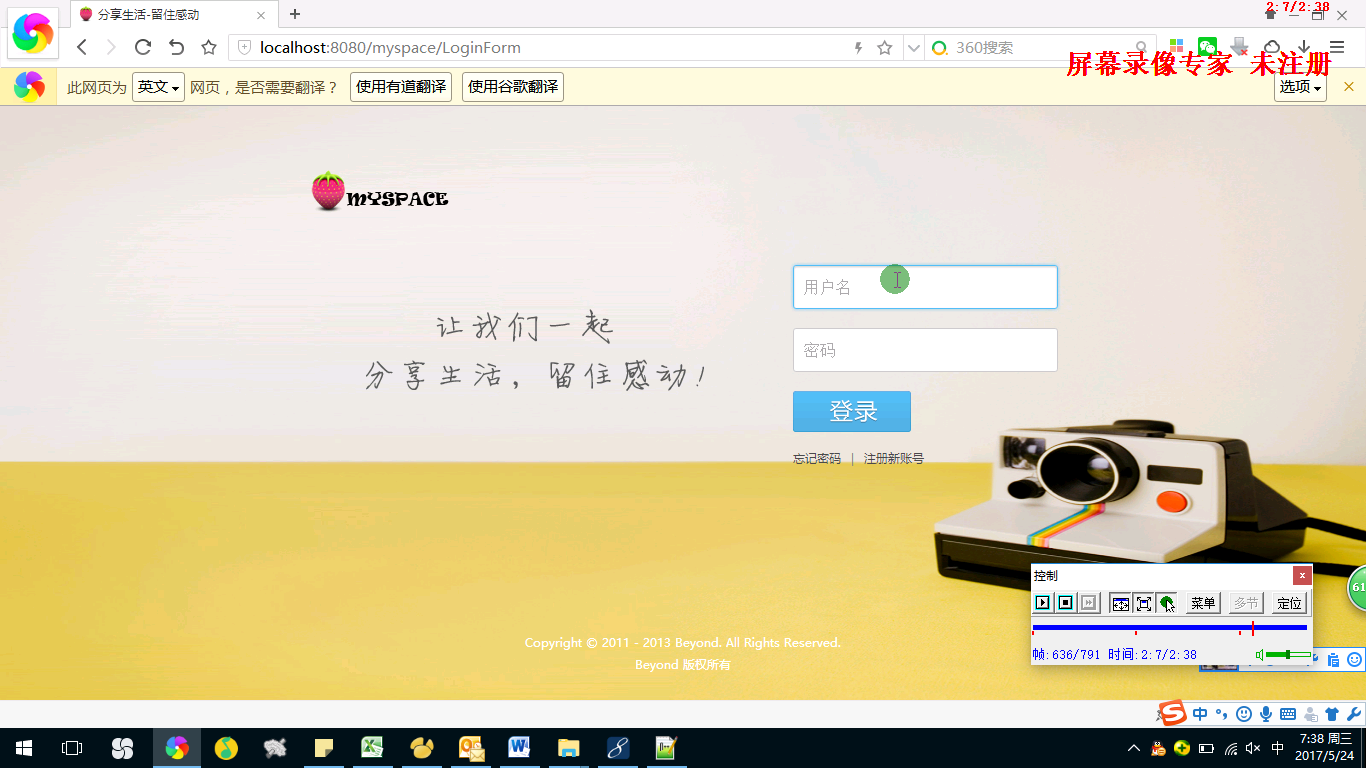 分享生活-留住感动
2:7/2:38
localhost:8080/myspace/LoginForm
360搜索
屏幕录像专家 未注册
此网页为 英文 网页，是否需要翻译？ 使用有道翻译 使用谷歌翻译 选项
MYSPACE
用户名
让我们一起
密码
分享生活，留住感动！
登录
忘记密码 | 注册新账号
控制
菜单 多节 定位
帧:636/791 时间:2:7/2:38
61
Copyright © 2011 - 2013 Beyond. All Rights Reserved.
Beyond 版权所有
中
中
7:38 周三
2017/5/24